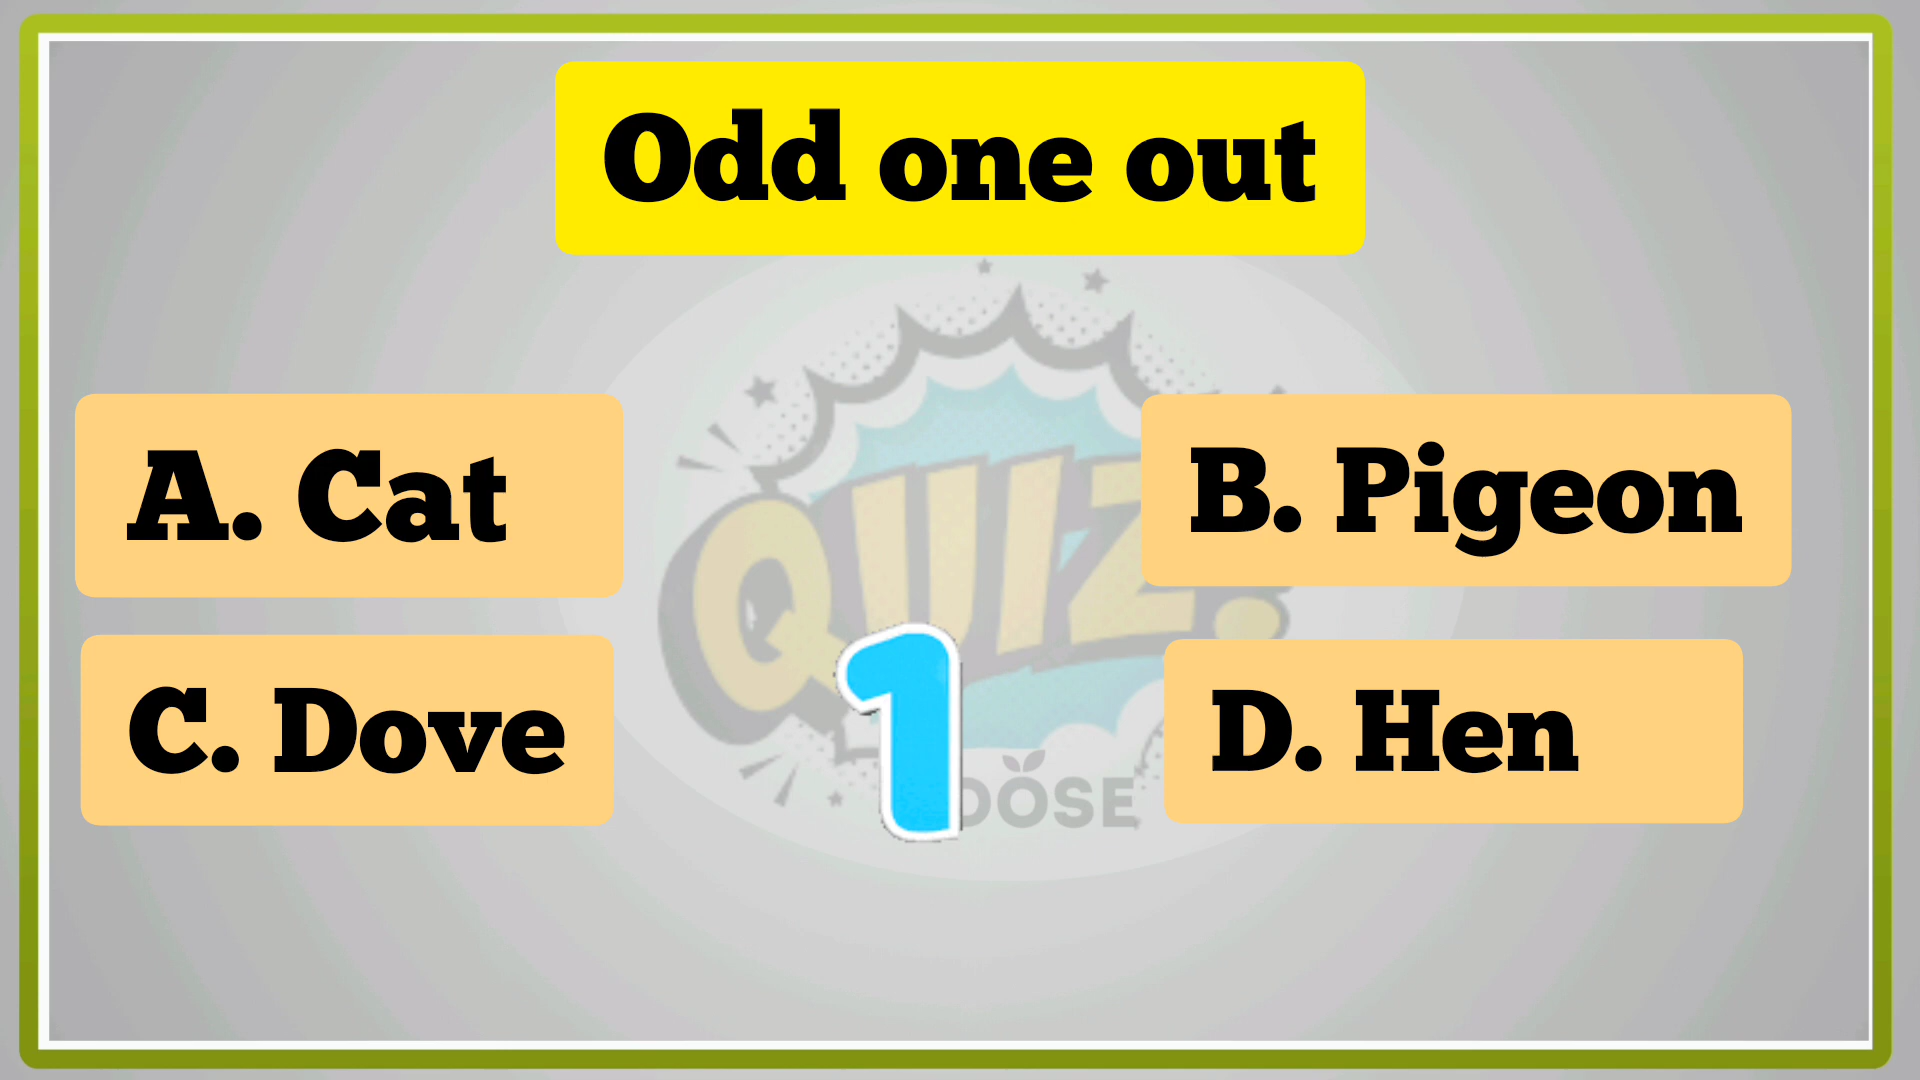 Odd one out
A. Cat
B. Pigeon
QUIZ!
C. Dove
D. Hen
1
DOSE